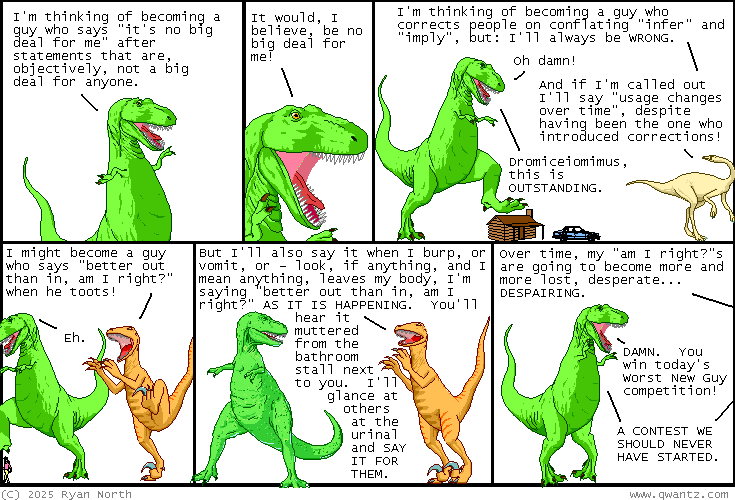 I'm thinking of becoming a
guy who says "it's no big
deal for me" after
statements that are,
objectively, not a big
deal for anyone.
It would, I
believe, be no
big deal for
me!
I'm thinking of becoming a guy who
corrects people on conflating "infer" and
"imply", but: I'll always be WRONG.
Oh damn!
And if I'm called out
I'll say "usage changes
over time", despite
having been the one who
introduced corrections!
Dromiceiomimus,
this is
OUTSTANDING.
I might become a guy
who says "better out
than in, am I right?"
when he toots!
Eh.
But I'll also say it when I burp, or
vomit, or – look, if anything, and I
mean anything, leaves my body, I'm
saying "better out than in, am I
right?" AS IT IS HAPPENING. You'll
hear it
muttered
from the
bathroom
stall next
to you. I'll
glance at
others
at the
urinal
and SAY
IT FOR
THEM.
Over time, my "am I right?"s
are going to become more and
more lost, desperate...
DESPAIRING.
DAMN. You
win today's
Worst New Guy
competition!
A CONTEST WE
SHOULD NEVER
HAVE STARTED.
(C) 2025 Ryan North
www.qwantz.com